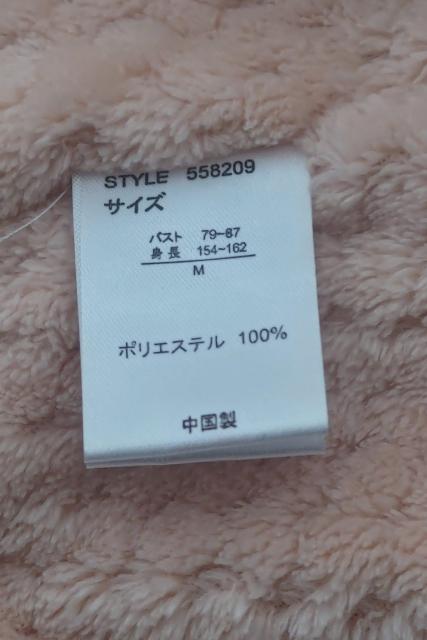 STYLE 558209
サイズ
バスト 79-87
身長 154~162
M
ポリエステル 100%
中国製